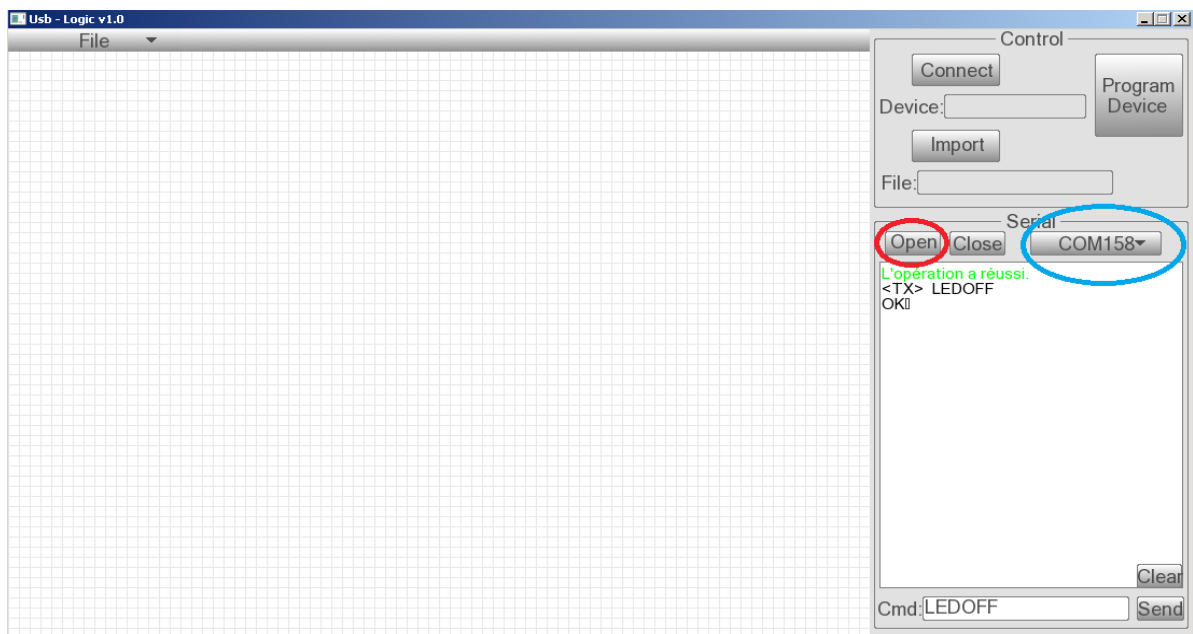 Usb - Logic v1.0
File
Control
Connect
Program
Device
Device:
Import
File:
Serial
Open Close COM158
L'opération a réussi.
<TX> LEDOFF
OK▯
Clear
Cmd: LEDOFF Send